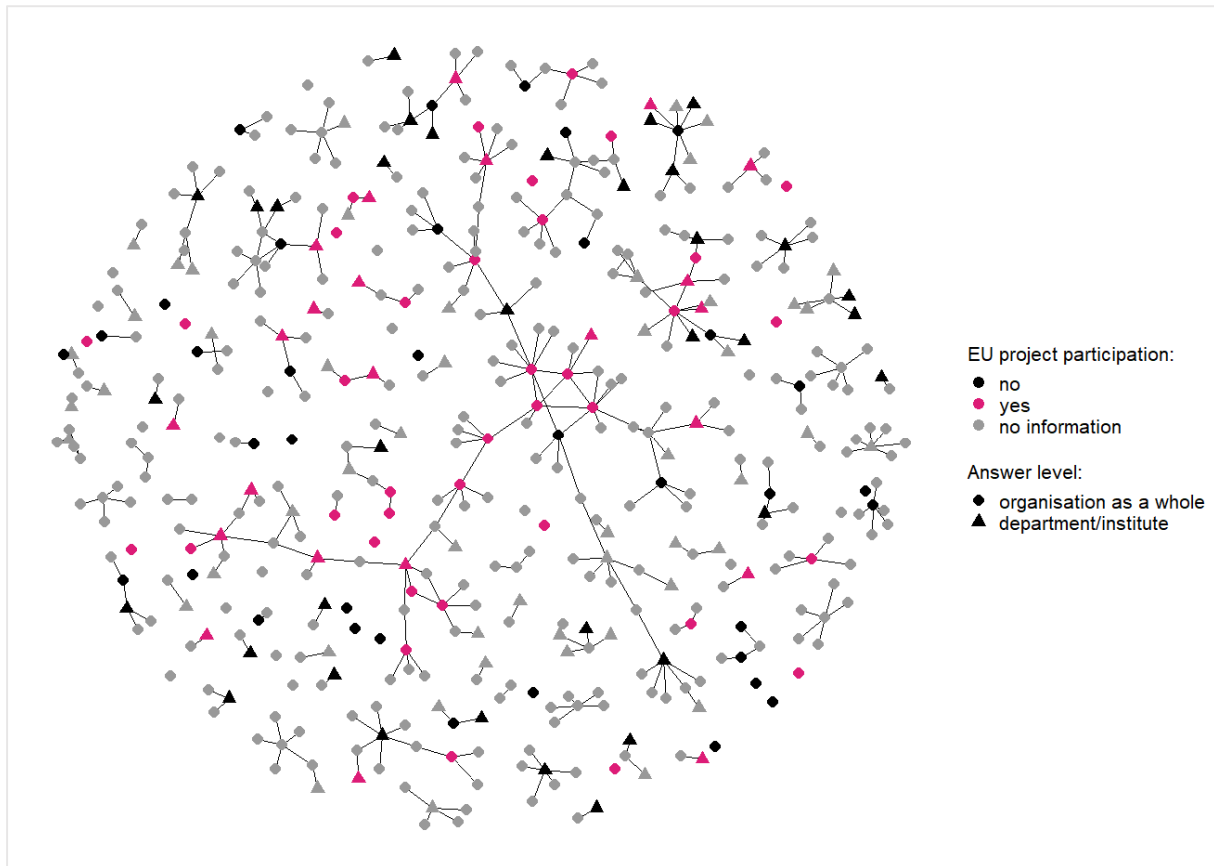 EU project participation:
no
yes
no information
Answer level:
organisation as a whole
department/institute